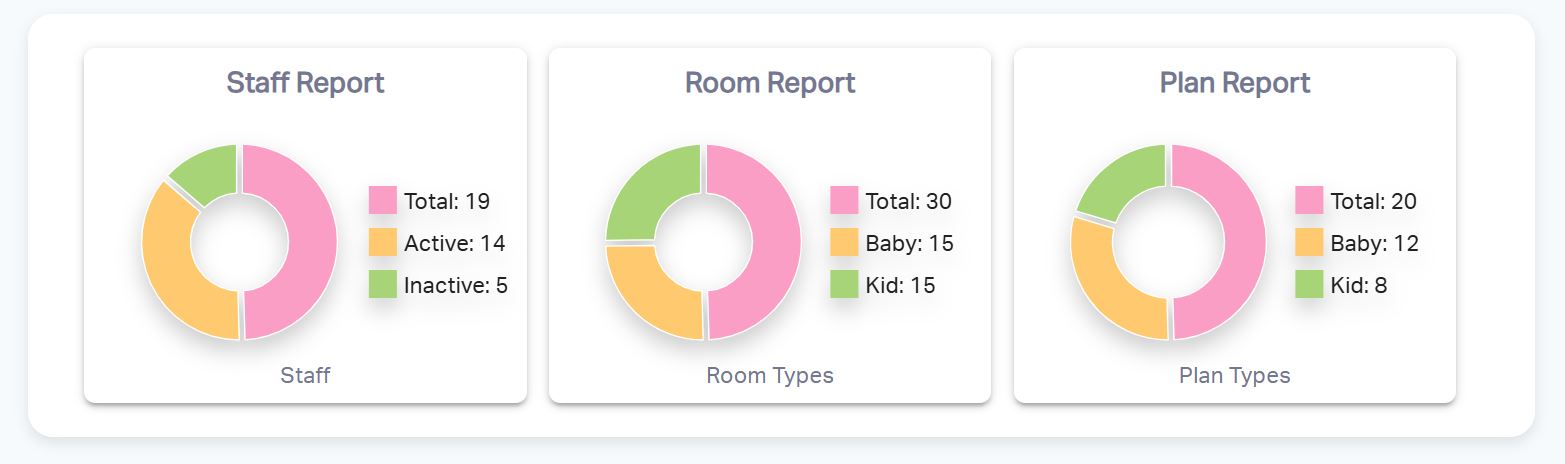 Staff Report
Total: 19
Active: 14
Inactive: 5
Staff
Room Report
Total: 30
Baby: 15
Kid: 15
Room Types
Plan Report
Total: 20
Baby: 12
Kid: 8
Plan Types